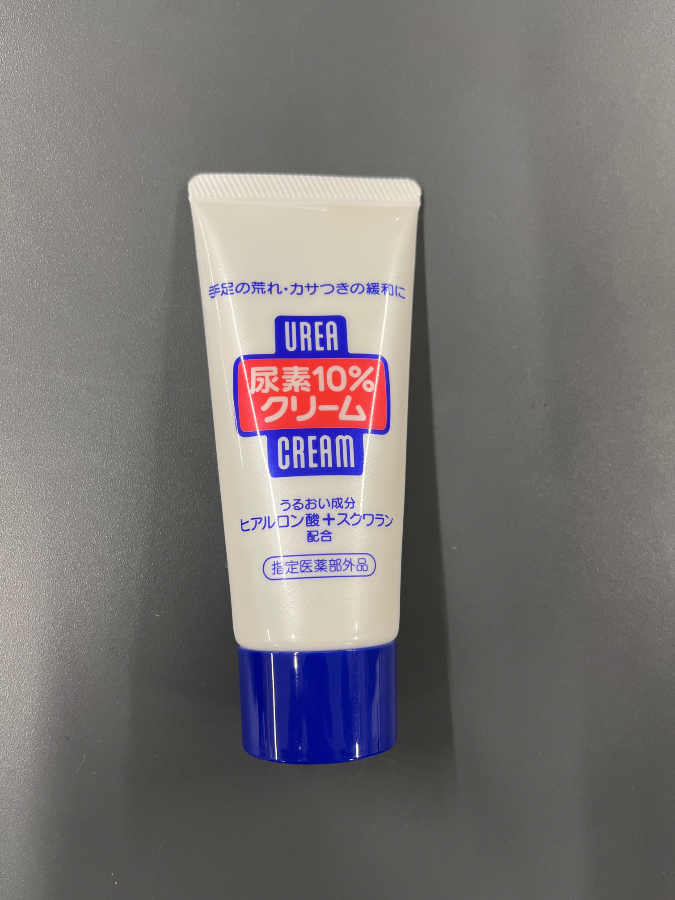 手足の荒れ・カサつきの緩和に
UREA
尿素10%
クリーム
CREAM
うるおい成分
ヒアルロン酸+スクワラン
配合
指定医薬部外品